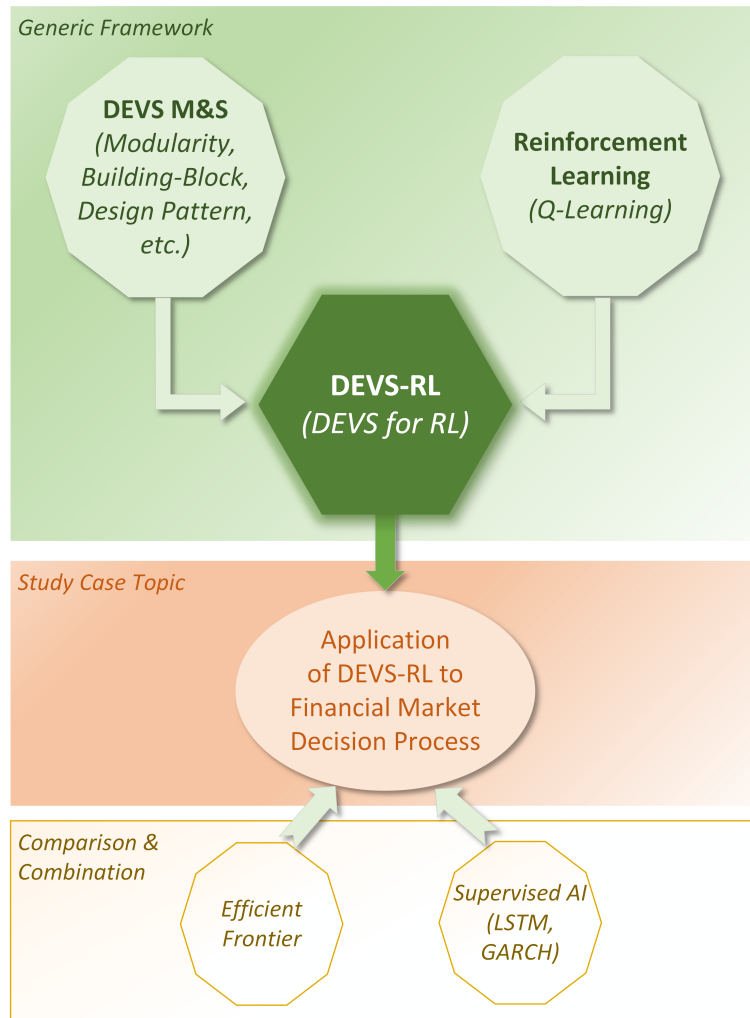 Generic Framework
DEVS M&S
(Modularity,
Building-Block,
Design Pattern,
etc.)
Reinforcement
Learning
(Q-Learning)
DEVS-RL
(DEVS for RL)
Study Case Topic
Application
of DEVS-RL to
Financial Market
Decision Process
Comparison &
Combination
Efficient
Frontier
Supervised AI
(LSTM,
GARCH)